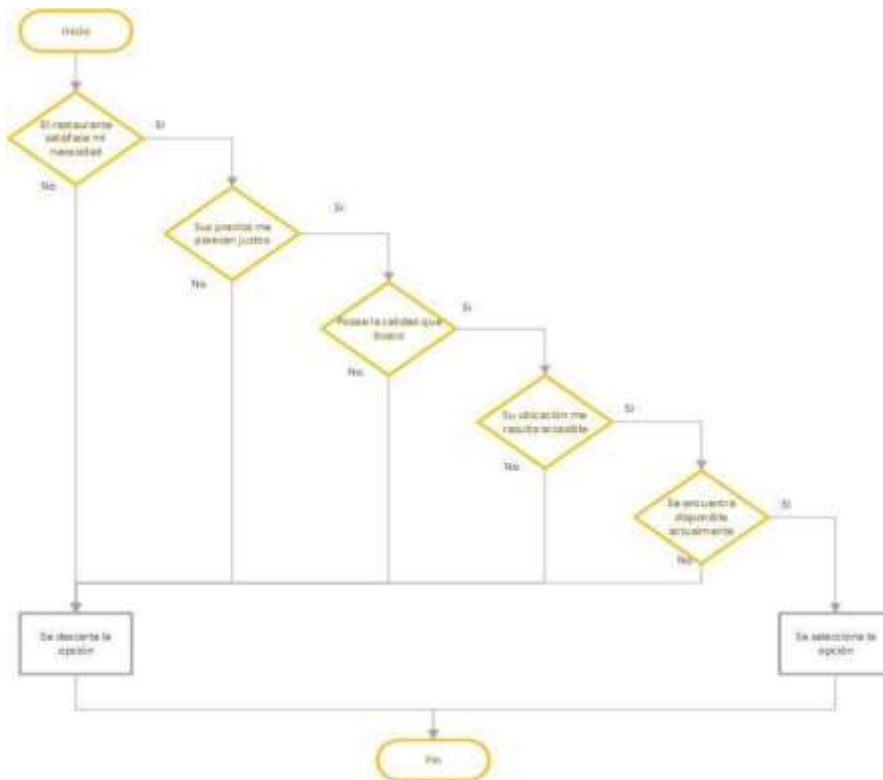 Inicio
El restaurante
satisface mi
necesidad
Si
No
Sus precios me
parecen justos
Si
No
Posee la calidad que
busco
Si
No
Su ubicación me
resulta accesible
Si
No
Se encuentra
disponible
actualmente
Si
No
Se descarta la
opción
Se selecciona la
opción
Fin